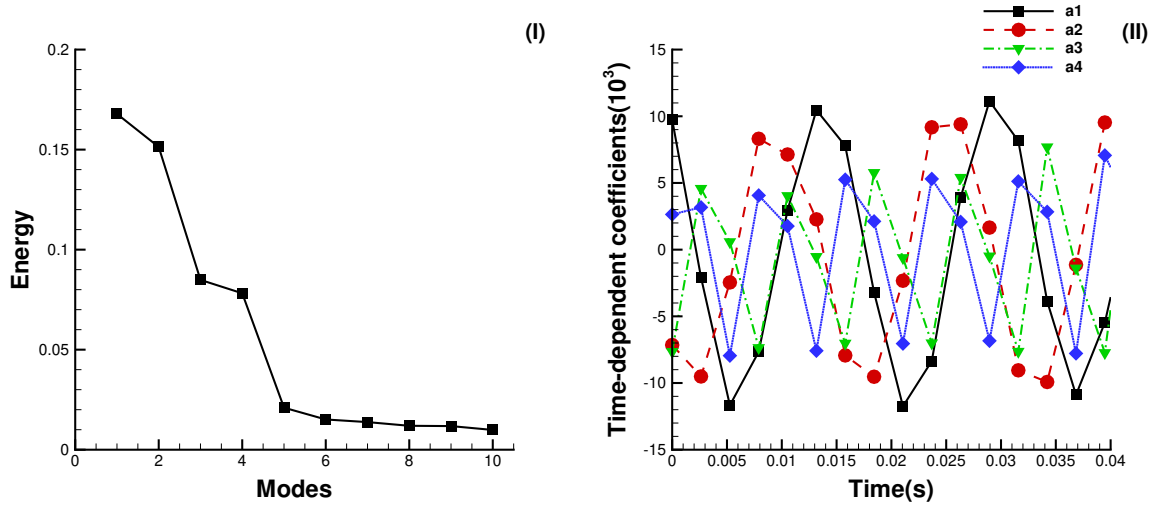 (I)
0.2
0.15
0.1
0.05
0
Energy
0 2 4 6 8 10
Modes
a1
a2
a3
a4
(II)
15
10
5
0
-5
-10
-15
Time-dependent coefficients(10³)
0 0.005 0.01 0.015 0.02 0.025 0.03 0.035 0.04
Time(s)